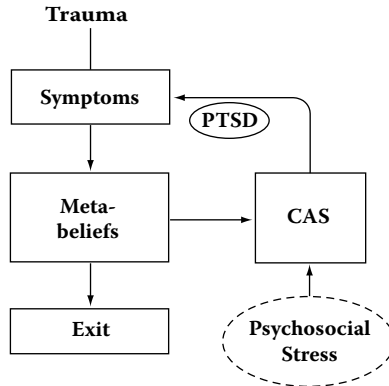 Trauma
Symptoms
PTSD
Meta-
beliefs
CAS
Exit
Psychosocial
Stress